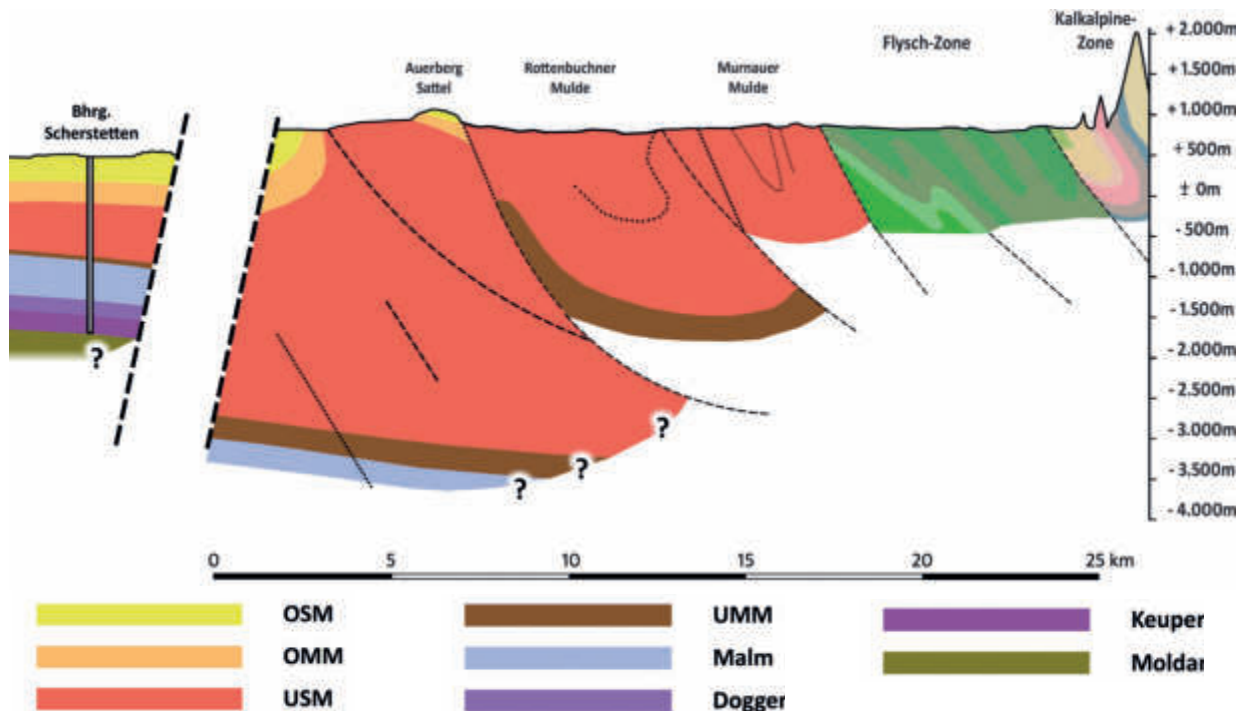 Kalkalpine-
Zone
Flysch-Zone
Auerberg
Sattel
Rottenbuchner
Mulde
Murnauer
Mulde
Bhrg.
Scherstetten
+ 2.000m
+ 1.500m
+ 1.000m
+ 500m
± 0m
- 500m
- 1.000m
- 1.500m
- 2.000m
- 2.500m
- 3.000m
- 3.500m
- 4.000m
?
?
?
?
0 5 10 15 20 25 km
OSM UMM Keuper
OMM Malm Moldar
USM Dogger